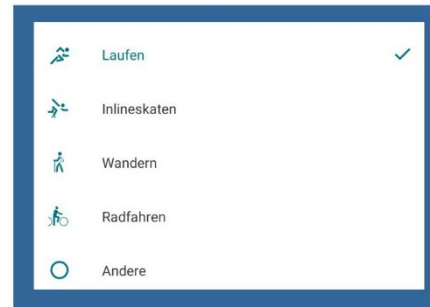 Laufen
Inlineskaten
Wandern
Radfahren
Andere